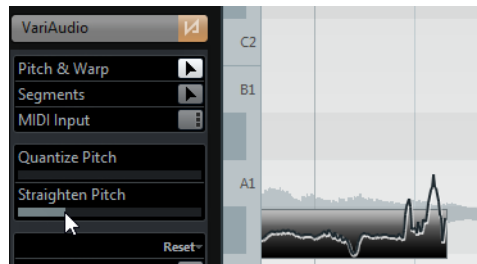 VariAudio
C2
Pitch & Warp
Segments
B1
MIDI Input
Quantize Pitch
Straighten Pitch
A1
Reset